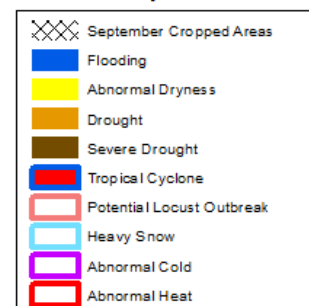 September Cropped Areas
Flooding
Abnormal Dryness
Drought
Severe Drought
Tropical Cyclone
Potential Locust Outbreak
Heavy Snow
Abnormal Cold
Abnormal Heat